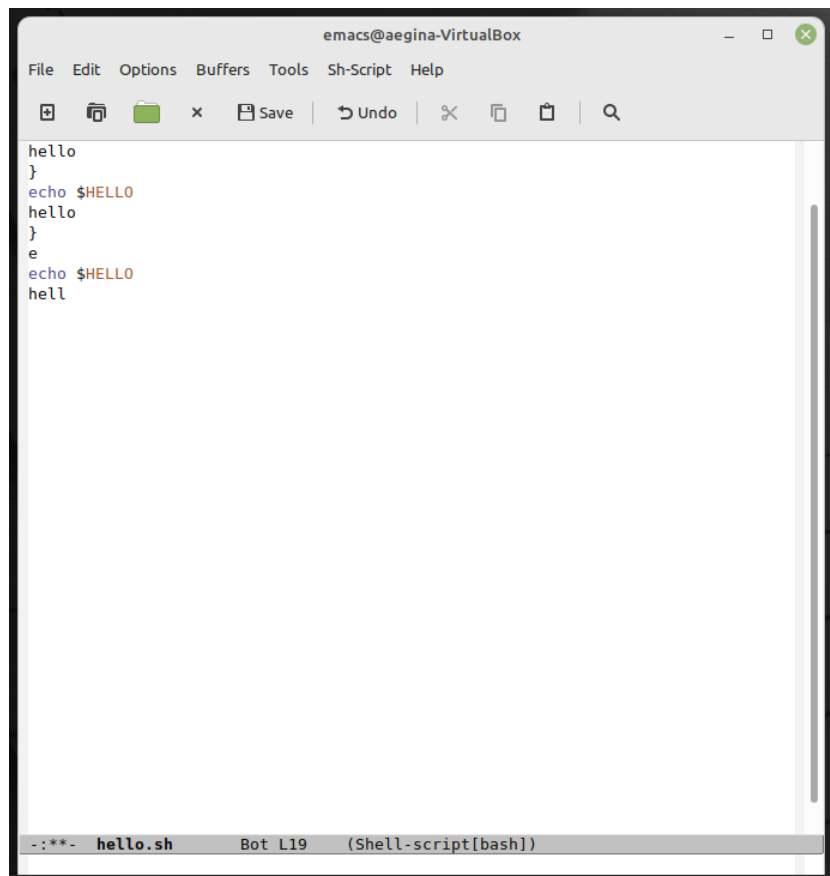 emacs@aegina-VirtualBox
File Edit Options Buffers Tools Sh-Script Help
Save Undo
hello
}
echo $HELLO
hello
}
e
echo $HELLO
hell
-:**- hello.sh Bot L19 (Shell-script[bash])